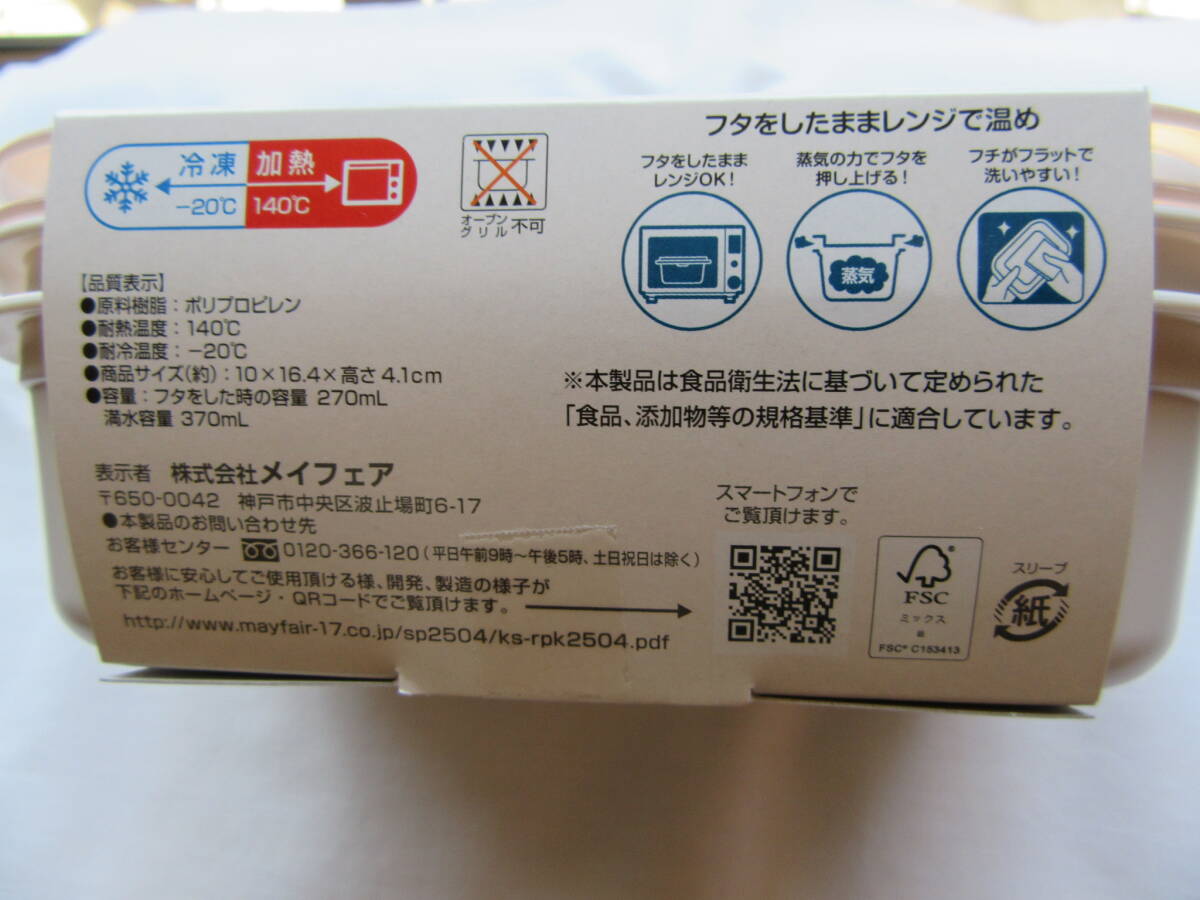 冷凍 加熱
−20℃ 140℃
オーブン
グリル 不可
フタをしたままレンジで温め
フタをしたまま
レンジOK！
蒸気の力でフタを
押し上げる！
蒸気
フチがフラットで
洗いやすい！
【品質表示】
●原料樹脂：ポリプロピレン
●耐熱温度：140℃
●耐冷温度：−20℃
●商品サイズ(約)：10×16.4×高さ4.1cm
●容量：フタをした時の容量 270mL
満水容量 370mL
※本製品は食品衛生法に基づいて定められた
「食品、添加物等の規格基準」に適合しています。
表示者 株式会社メイフェア
〒650-0042 神戸市中央区波止場町6-17
●本製品のお問い合わせ先
お客様センター 0120-366-120（平日午前9時〜午後5時、土日祝日は除く）
お客様に安心してご使用頂ける様、開発、製造の様子が
下記のホームページ・QRコードでご覧頂けます。
http://www.mayfair-17.co.jp/sp2504/ks-rpk2504.pdf
スマートフォンで
ご覧頂けます。
FSC
ミックス
紙
FSC® C153413
スリーブ
紙